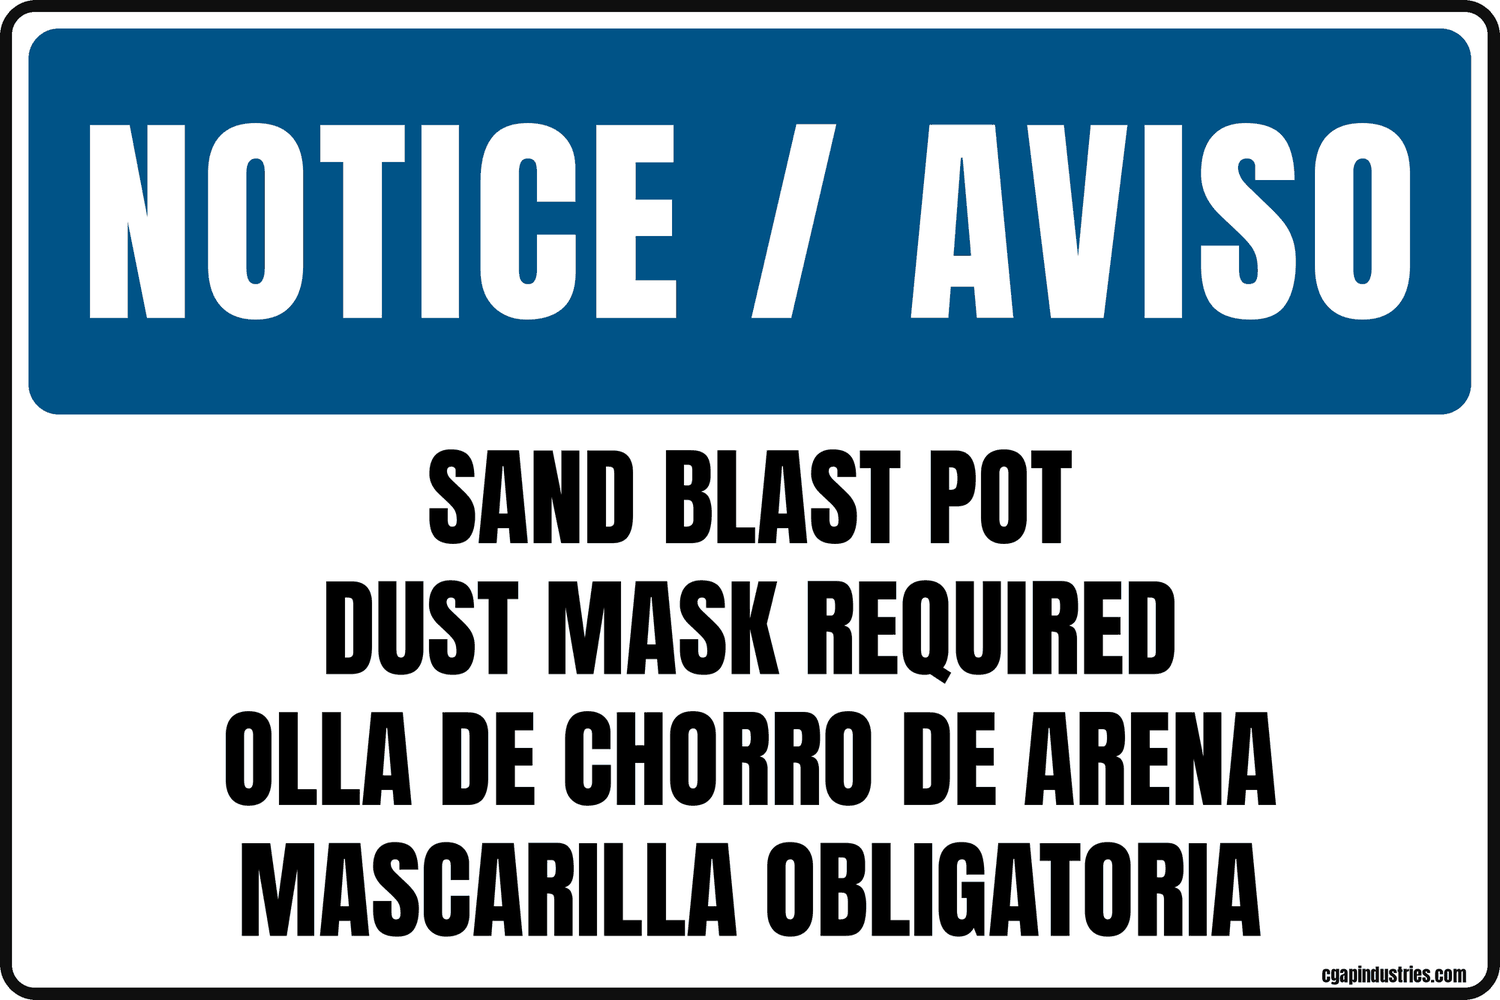 NOTICE / AVISO
SAND BLAST POT
DUST MASK REQUIRED
OLLA DE CHORRO DE ARENA
MASCARILLA OBLIGATORIA
cgapindustries.com